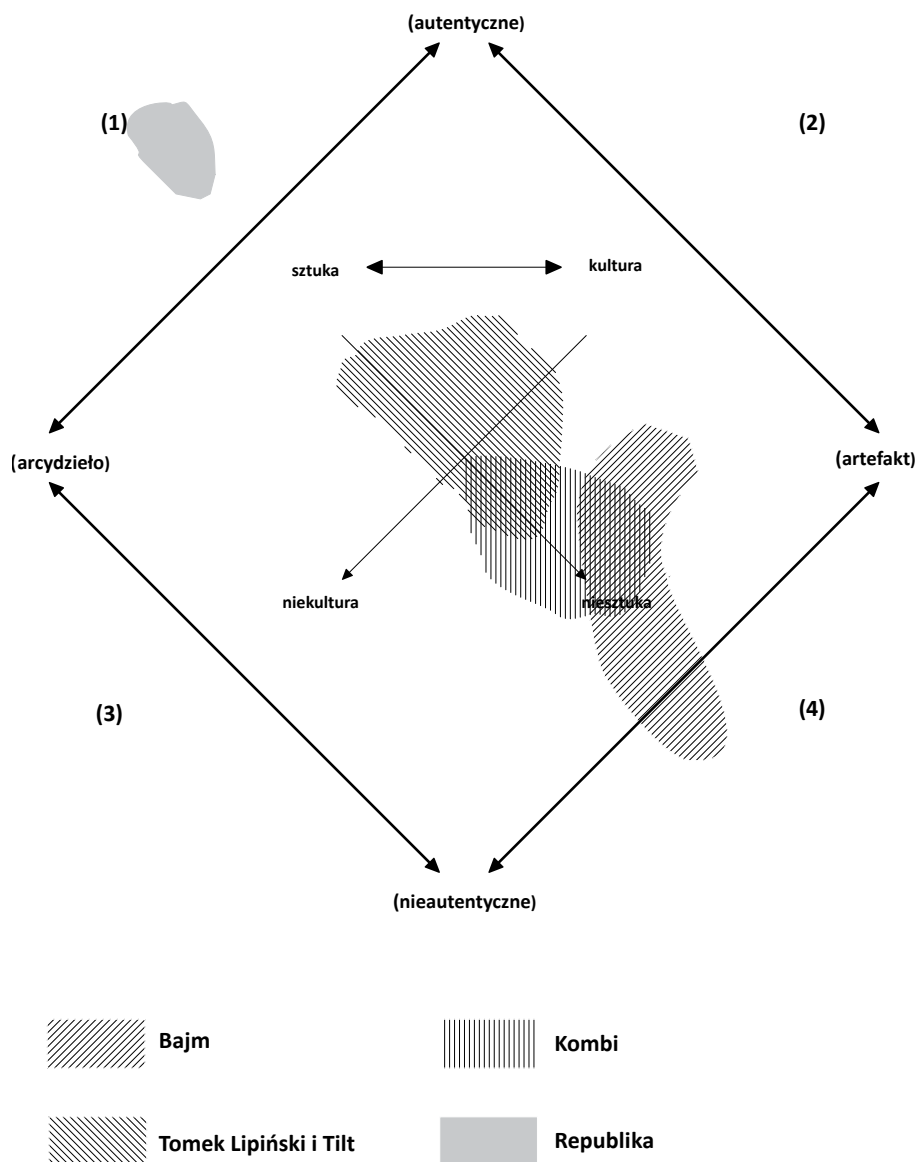 (autentyczne)
(1)
(2)
sztuka
kultura
(arcydzieło)
(artefakt)
niekultura
niesztuka
(3)
(4)
(nieautentyczne)
Bajm
Kombi
Tomek Lipiński i Tilt
Republika